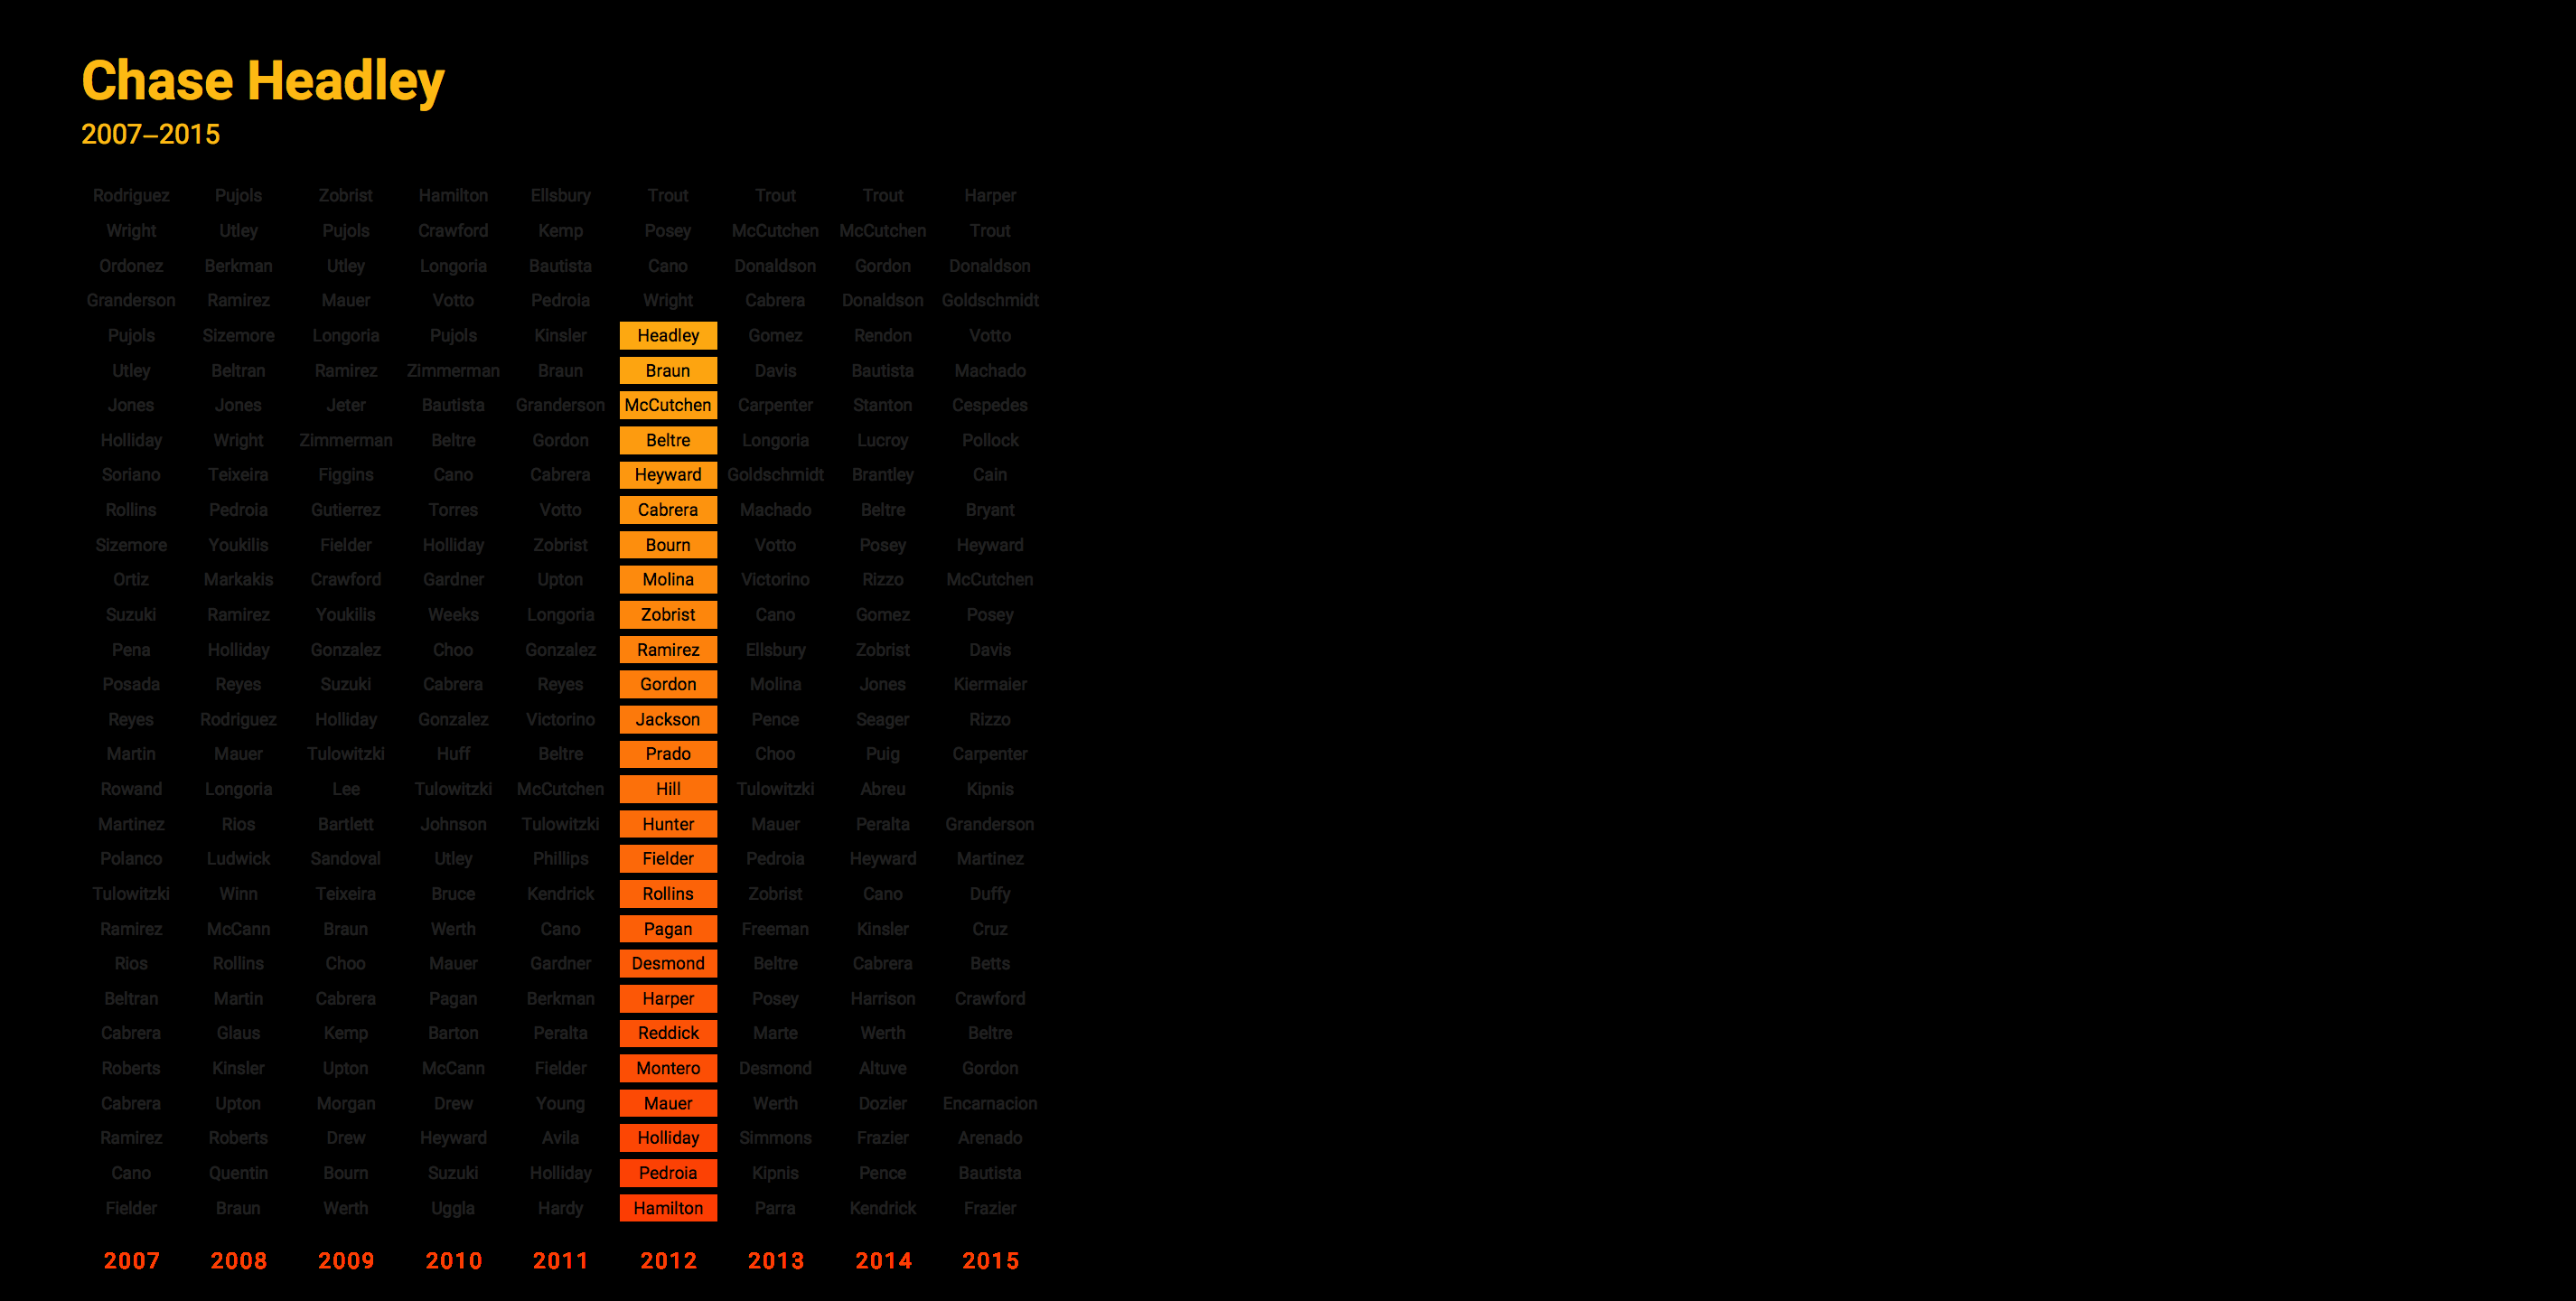 Chase Headley
2007–2015
Rodriguez Pujols Zobrist Hamilton Ellsbury Trout Trout Trout Harper
Wright Utley Pujols Crawford Kemp Posey McCutchen McCutchen Trout
Ordonez Berkman Utley Longoria Bautista Cano Donaldson Gordon Donaldson
Granderson Ramirez Mauer Votto Pedroia Wright Cabrera Donaldson Goldschmidt
Pujols Sizemore Longoria Pujols Kinsler Headley Gomez Rendon Votto
Utley Beltran Ramirez Zimmerman Braun Braun Davis Bautista Machado
Jones Jones Jeter Bautista Granderson McCutchen Carpenter Stanton Cespedes
Holliday Wright Zimmerman Beltre Gordon Beltre Longoria Lucroy Pollock
Soriano Teixeira Figgins Cano Cabrera Heyward Goldschmidt Brantley Cain
Rollins Pedroia Gutierrez Torres Votto Cabrera Machado Beltre Bryant
Sizemore Youkilis Fielder Holliday Zobrist Bourn Votto Posey Heyward
Ortiz Markakis Crawford Gardner Upton Molina Victorino Rizzo McCutchen
Suzuki Ramirez Youkilis Weeks Longoria Zobrist Cano Gomez Posey
Pena Holliday Gonzalez Choo Gonzalez Ramirez Ellsbury Zobrist Davis
Posada Reyes Suzuki Cabrera Reyes Gordon Molina Jones Kiermaier
Reyes Rodriguez Holliday Gonzalez Victorino Jackson Pence Seager Rizzo
Martin Mauer Tulowitzki Huff Beltre Prado Choo Puig Carpenter
Rowand Longoria Lee Tulowitzki McCutchen Hill Tulowitzki Abreu Kipnis
Martinez Rios Bartlett Johnson Tulowitzki Hunter Mauer Peralta Granderson
Polanco Ludwick Sandoval Utley Phillips Fielder Pedroia Heyward Martinez
Tulowitzki Winn Teixeira Bruce Kendrick Rollins Zobrist Cano Duffy
Ramirez McCann Braun Werth Cano Pagan Freeman Kinsler Cruz
Rios Rollins Choo Mauer Gardner Desmond Beltre Cabrera Betts
Beltran Martin Cabrera Pagan Berkman Harper Posey Harrison Crawford
Cabrera Glaus Kemp Barton Peralta Reddick Marte Werth Beltre
Roberts Kinsler Upton McCann Fielder Montero Desmond Altuve Gordon
Cabrera Upton Morgan Drew Young Mauer Werth Dozier Encarnacion
Ramirez Roberts Drew Heyward Avila Holliday Simmons Frazier Arenado
Cano Quentin Bourn Suzuki Holliday Pedroia Kipnis Pence Bautista
Fielder Braun Werth Uggla Hardy Hamilton Parra Kendrick Frazier
2007 2008 2009 2010 2011 2012 2013 2014 2015